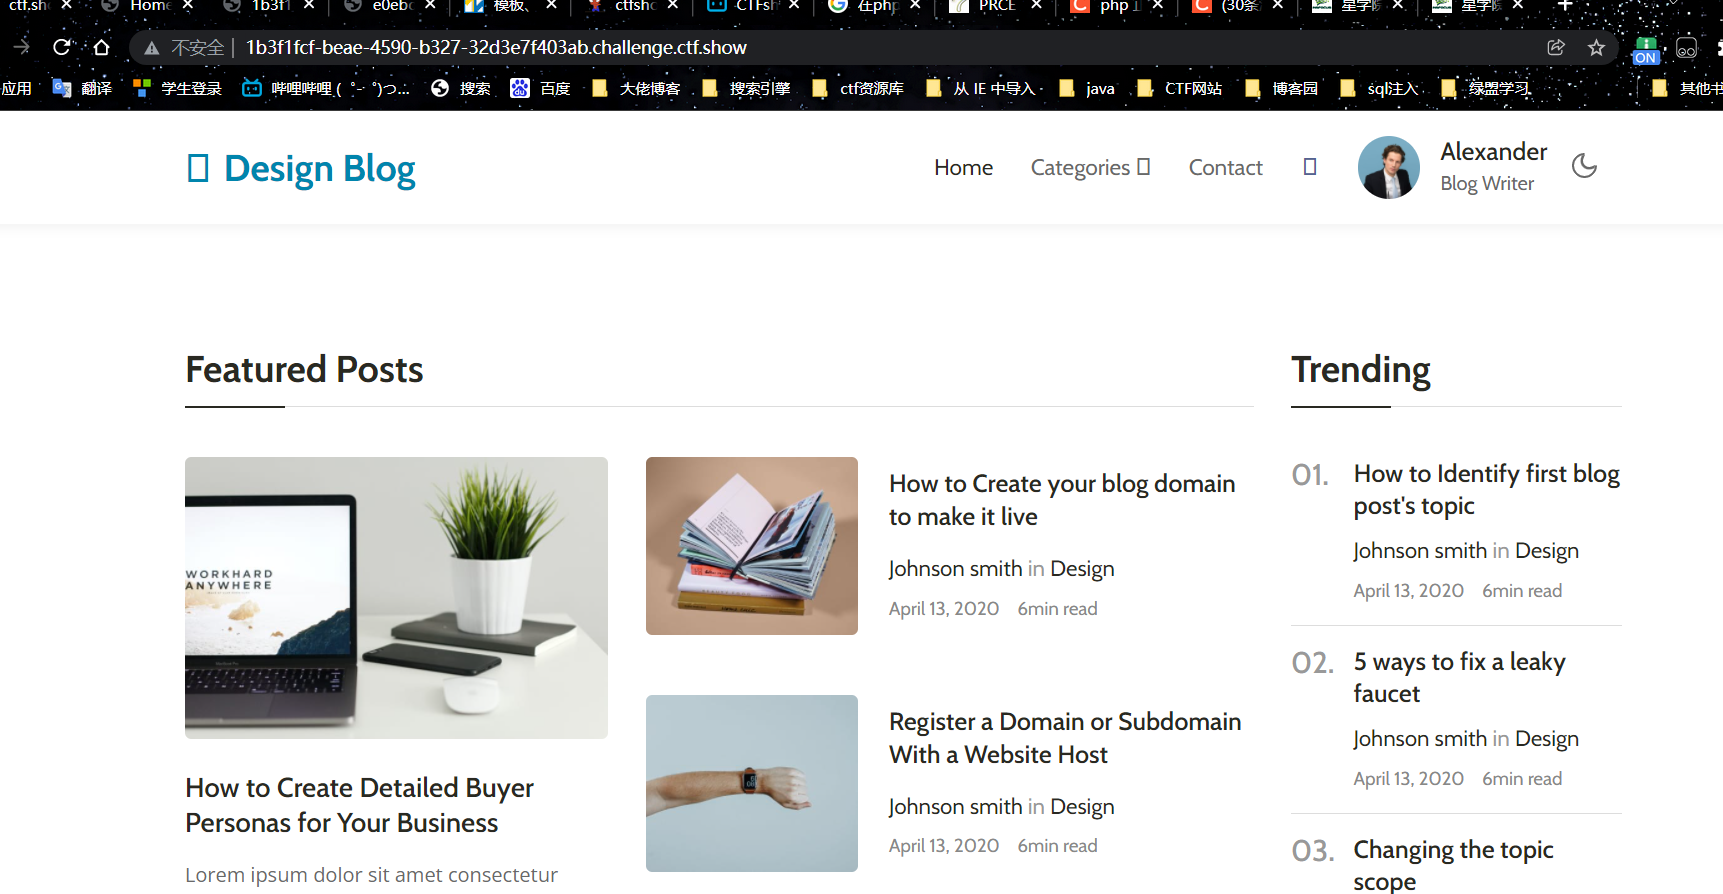 ctf.sh
Home
1b3f1
e0eb
模板、
ctfsho
CTFsh
在php
PRCE
php
(30条
星学院
星学院
不安全 | 1b3f1fcf-beae-4590-b327-32d3e7f403ab.challenge.ctf.show
ON
应用 翻译 学生登录 哔哩哔哩 ( ゜- ゜)つ... 搜索 百度 大佬博客 搜索引擎 ctf资源库 从 IE 中导入 java CTF网站 博客园 sql注入 绿盟学习 其他书
Design Blog
Home Categories Contact
Alexander
Blog Writer
Featured Posts
WORKHARD
ANYWHERE
How to Create Detailed Buyer
Personas for Your Business
Lorem ipsum dolor sit amet consectetur
How to Create your blog domain
to make it live
Johnson smith in Design
April 13, 2020 6min read
Register a Domain or Subdomain
With a Website Host
Johnson smith in Design
April 13, 2020 6min read
Trending
01. How to Identify first blog
post's topic
Johnson smith in Design
April 13, 2020 6min read
02. 5 ways to fix a leaky
faucet
Johnson smith in Design
April 13, 2020 6min read
03. Changing the topic
scope